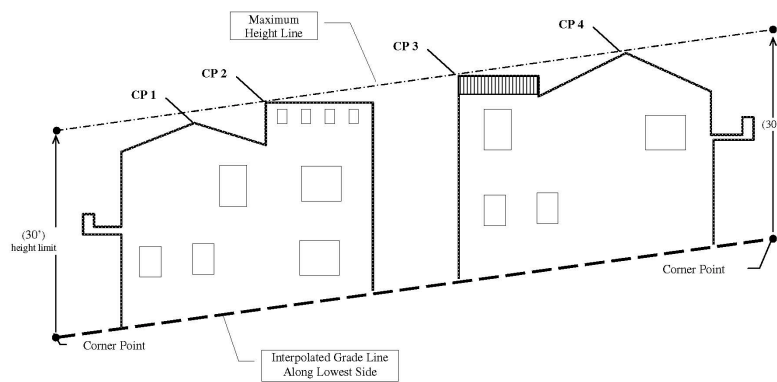 Maximum
Height Line
CP 1
CP 2
CP 3
CP 4
(30')
height limit
(30
Corner Point
Corner Point
Interpolated Grade Line
Along Lowest Side